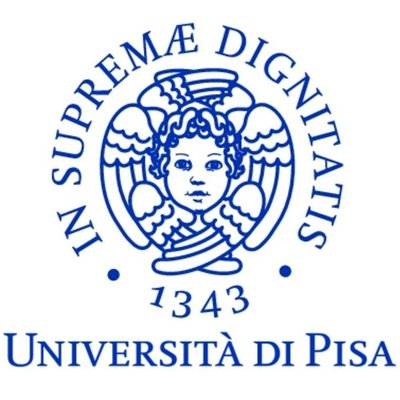 IN SUPREMÆ DIGNITATIS
1343
UNIVERSITÀ DI PISA